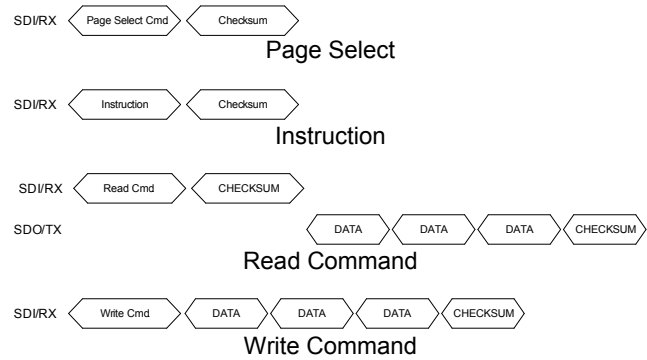 SDI/RX Page Select Cmd Checksum
Page Select
SDI/RX Instruction Checksum
Instruction
SDI/RX Read Cmd CHECKSUM
SDO/TX DATA DATA DATA CHECKSUM
Read Command
SDI/RX Write Cmd DATA DATA DATA CHECKSUM
Write Command